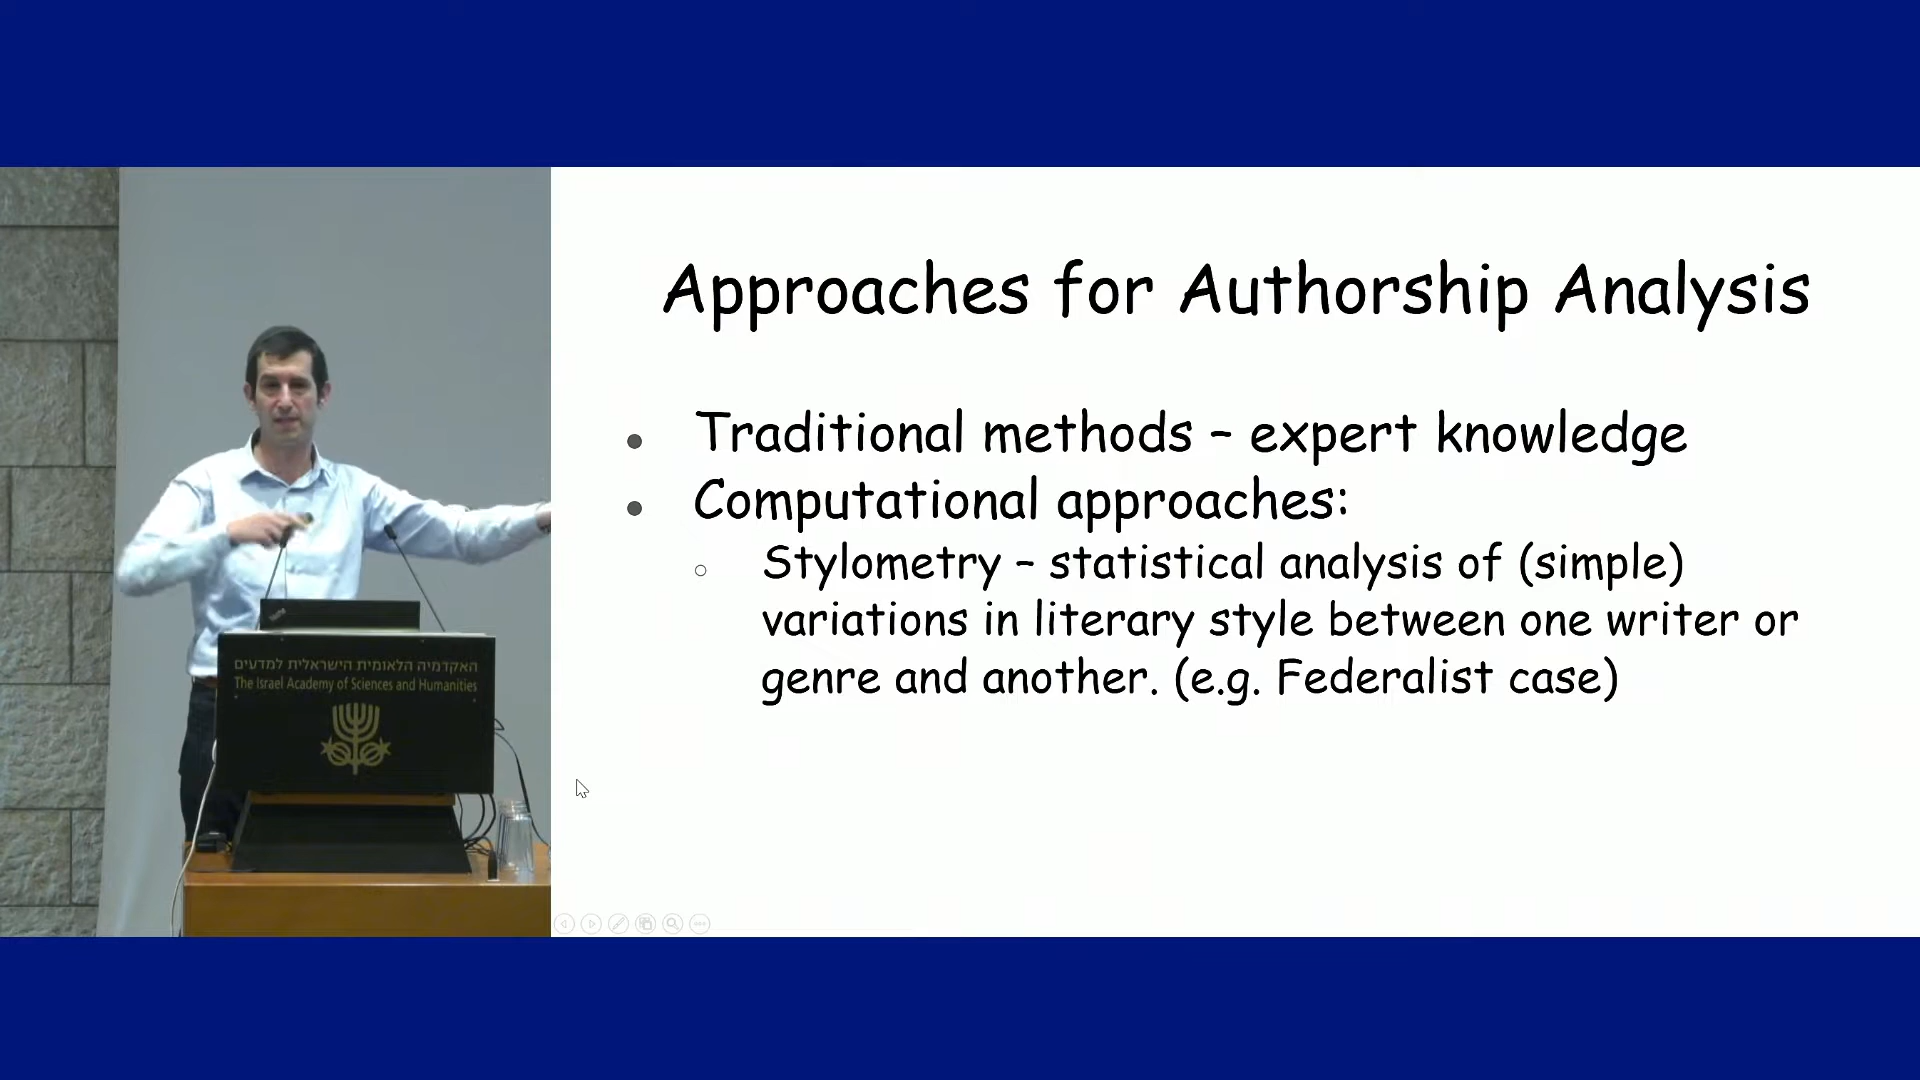 האקדמיה הלאומית הישראלית למדעים
The Israel Academy of Sciences and Humanities
Approaches for Authorship Analysis
Traditional methods – expert knowledge
Computational approaches:
Stylometry – statistical analysis of (simple)
variations in literary style between one writer or
genre and another. (e.g. Federalist case)